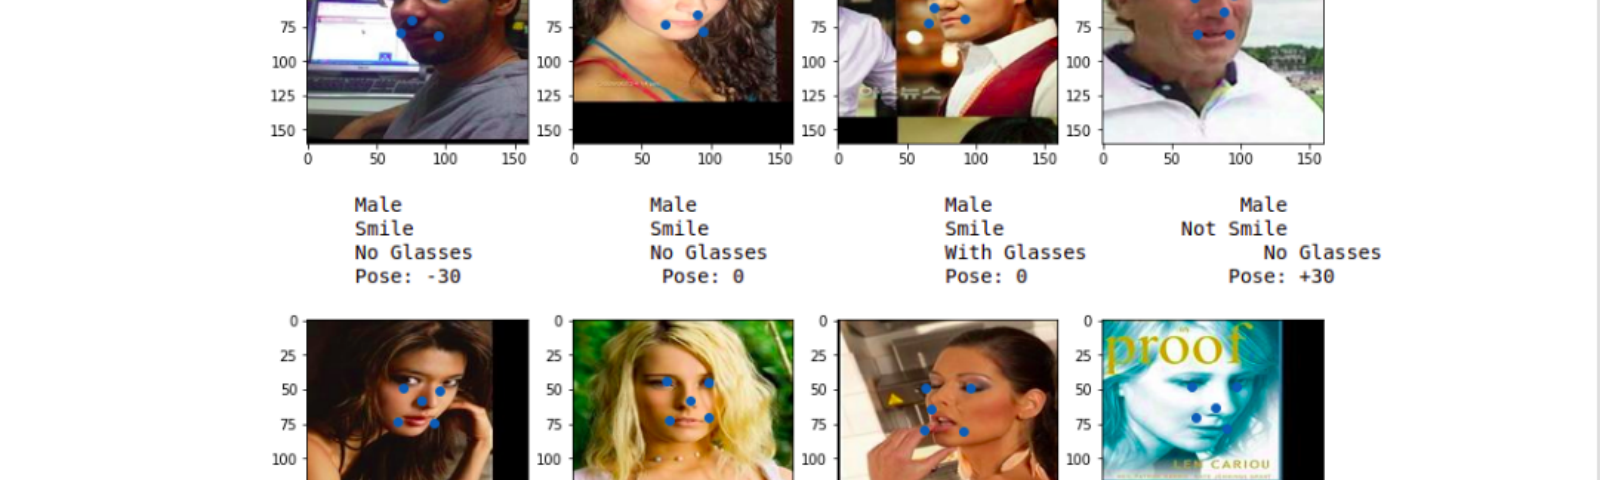 75 75 75 75
100 100 100 100
125 125 125 125
뉴스
150 150 150 150
0 50 100 150 0 50 100 150 0 50 100 150 0 50 100 150
Male Male Male Male
Smile Smile Smile Not Smile
No Glasses No Glasses With Glasses No Glasses
Pose: -30 Pose: 0 Pose: 0 Pose: +30
0 0 0 0
proof
25 25 25 25
50 50 50 50
75 75 75 75
100 100 100 100
LEN CARIOU